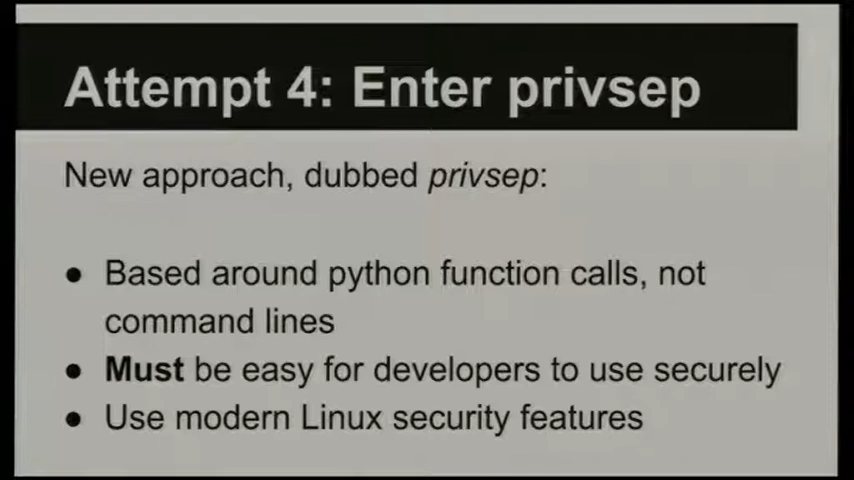 Attempt 4: Enter privsep
New approach, dubbed privsep:
● Based around python function calls, not
command lines
● Must be easy for developers to use securely
● Use modern Linux security features